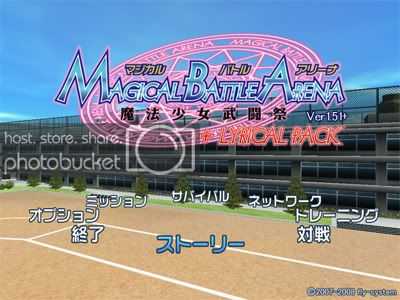 マジカル バトル アリーナ
MAGICAL BATTLE ARENA
魔法少女武闘祭
Ver.1.51+
LYRICAL PACK
host. store. share.
photobucket
ミッション サバイバル ネットワーク
オプション トレーニング
終了 ストーリー 対戦
©2007-2008 fly-system